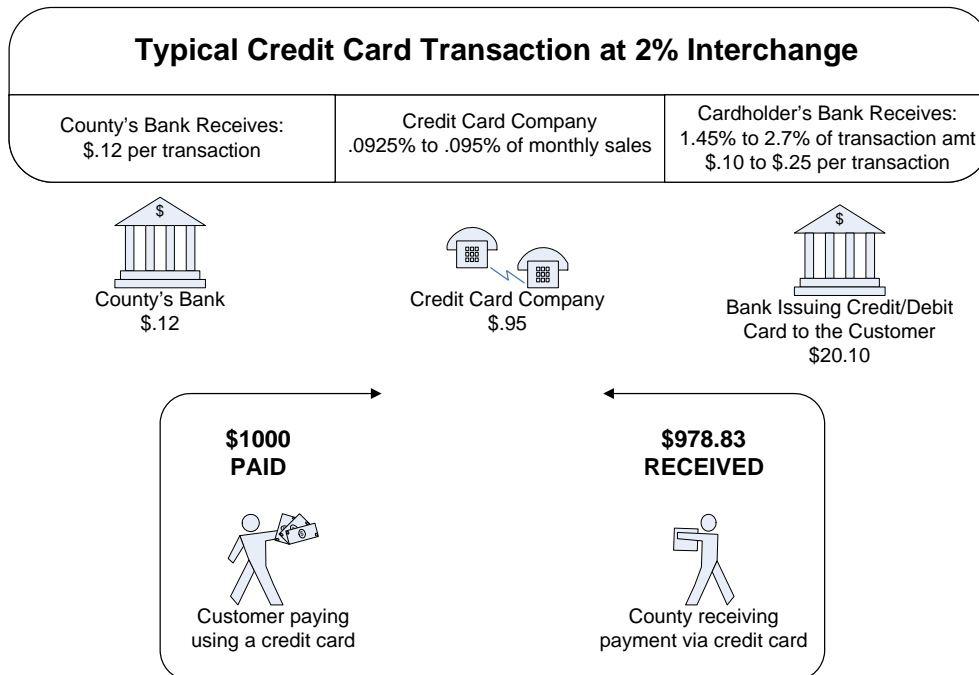 Typical Credit Card Transaction at 2% Interchange
County’s Bank Receives:
$.12 per transaction
Credit Card Company
.0925% to .095% of monthly sales
Cardholder’s Bank Receives:
1.45% to 2.7% of transaction amt
$.10 to $.25 per transaction
$
County’s Bank
$.12
Credit Card Company
$.95
$
Bank Issuing Credit/Debit
Card to the Customer
$20.10
$1000
PAID
$978.83
RECEIVED
Customer paying
using a credit card
County receiving
payment via credit card